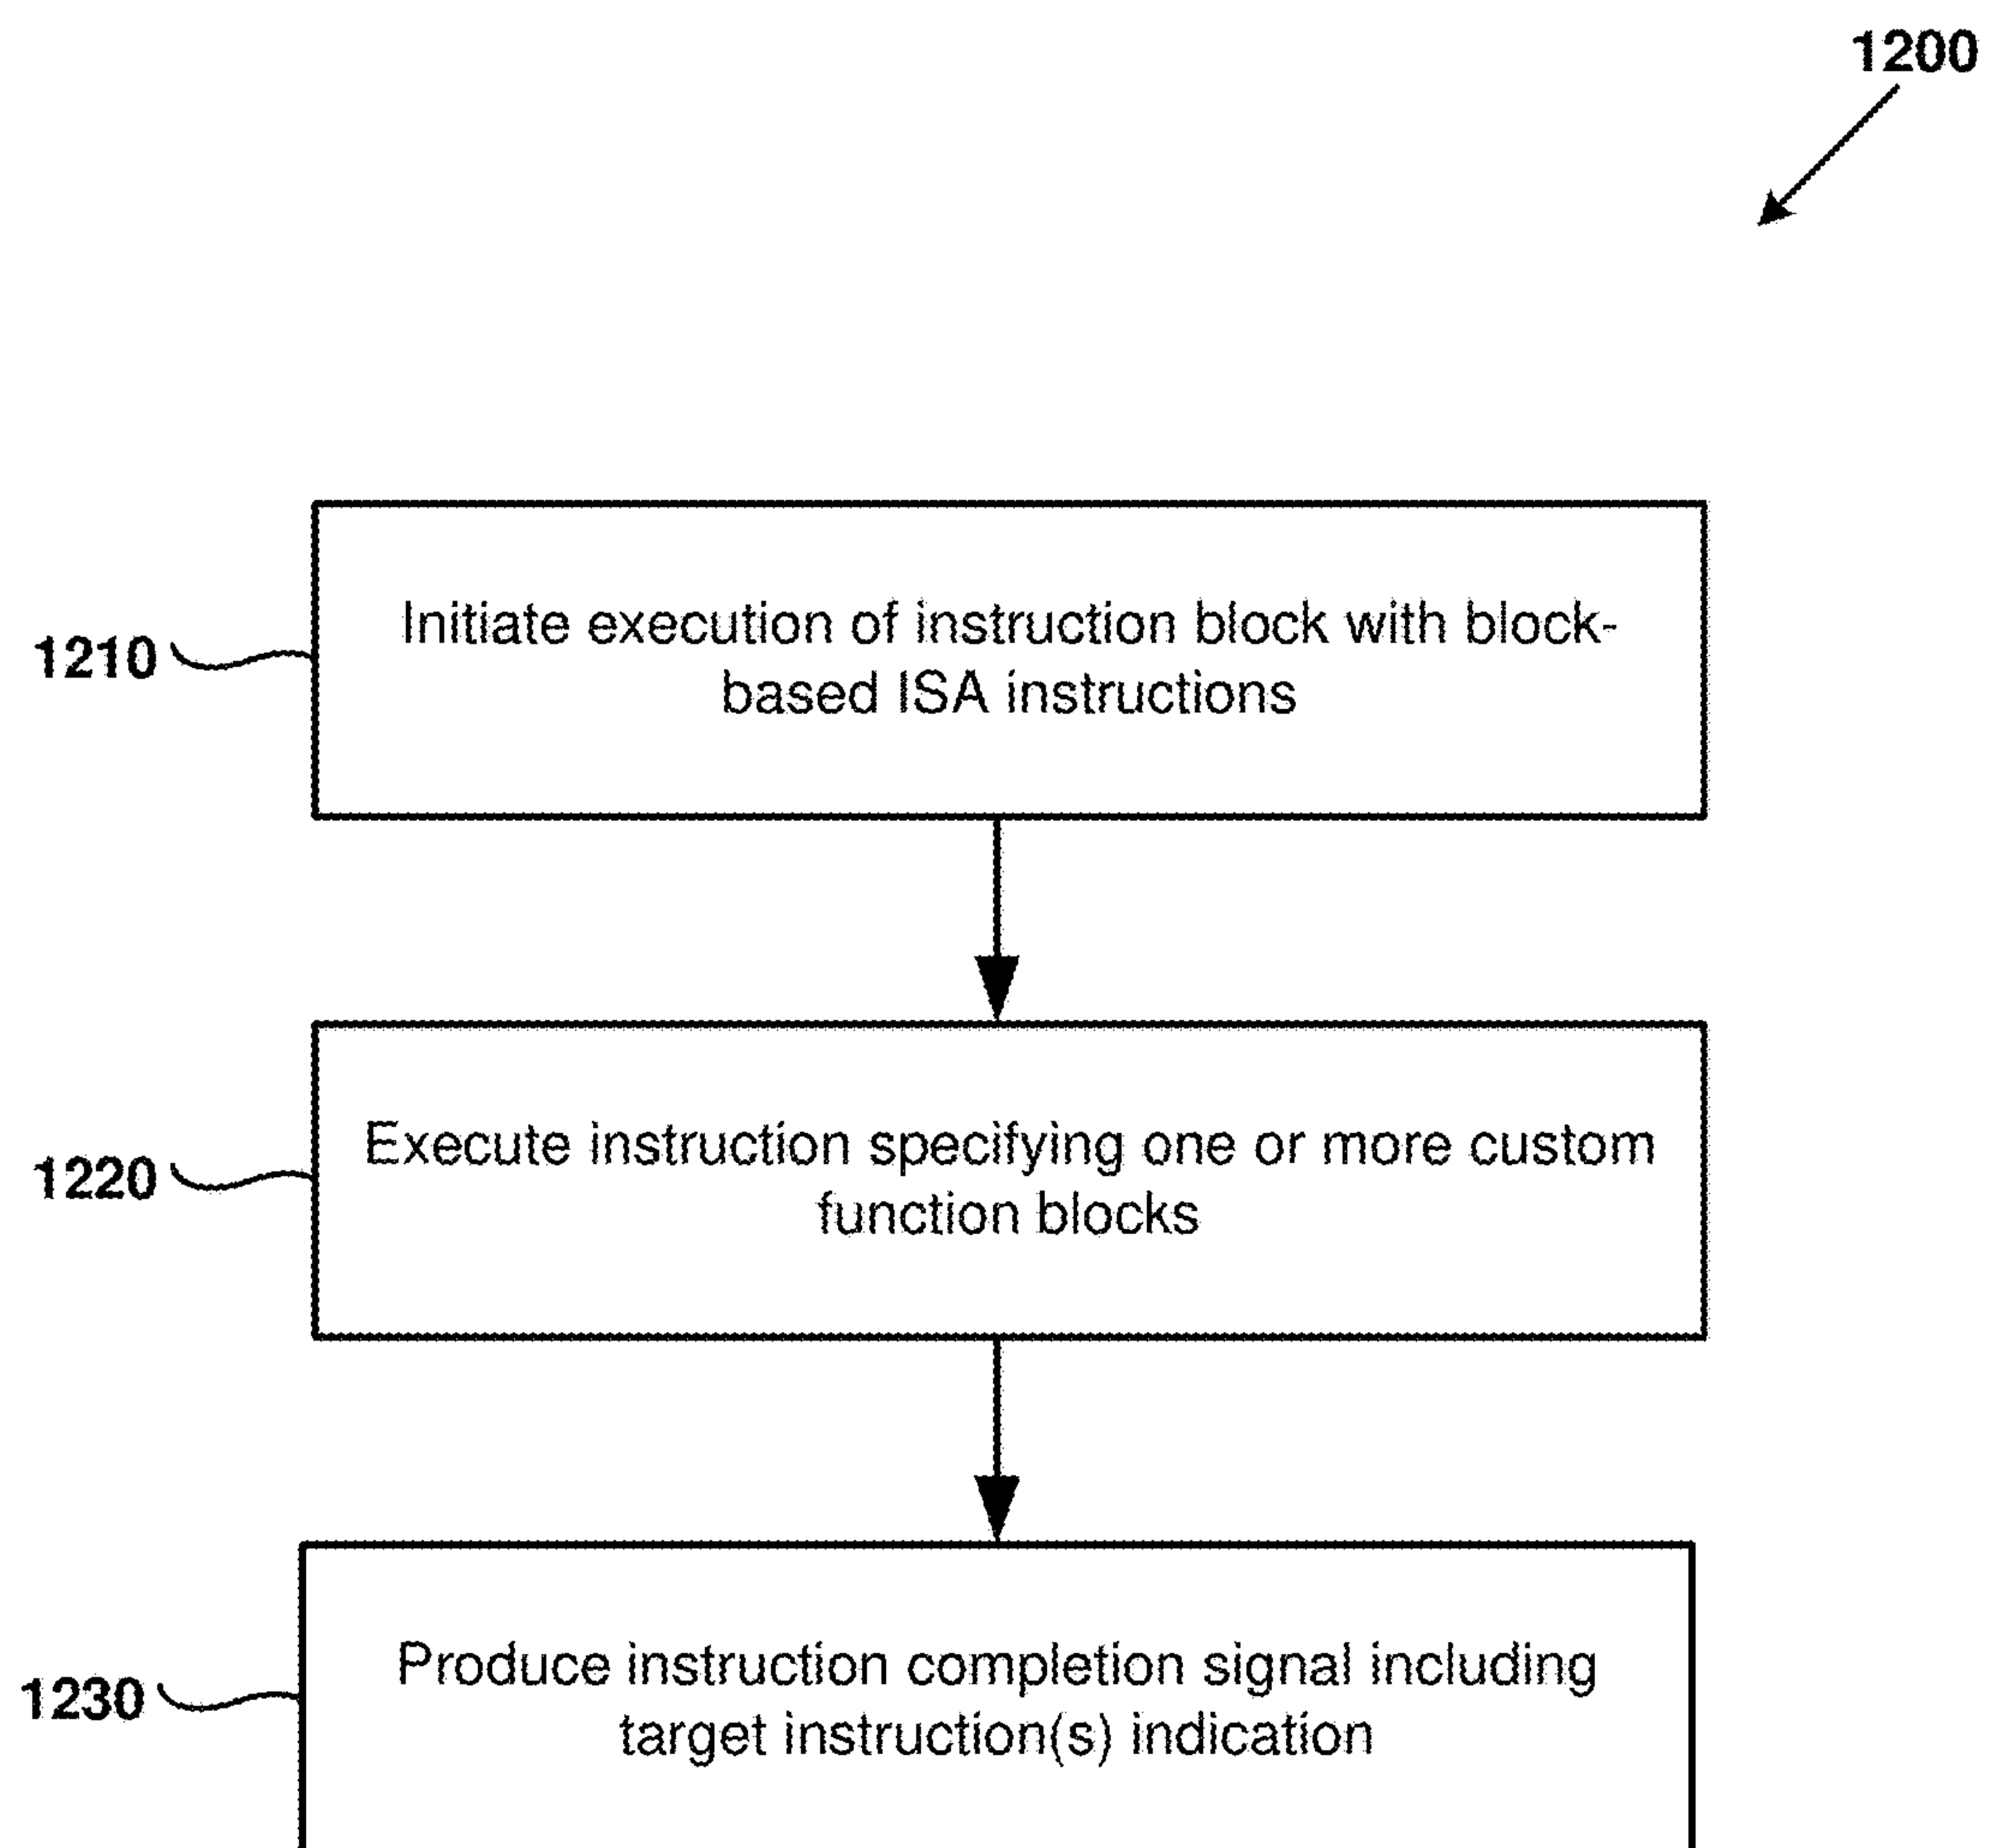 1200
1210
Initiate execution of instruction block with block-
based ISA instructions
1220
Execute instruction specifying one or more custom
function blocks
1230
Produce instruction completion signal including
target instruction(s) indication